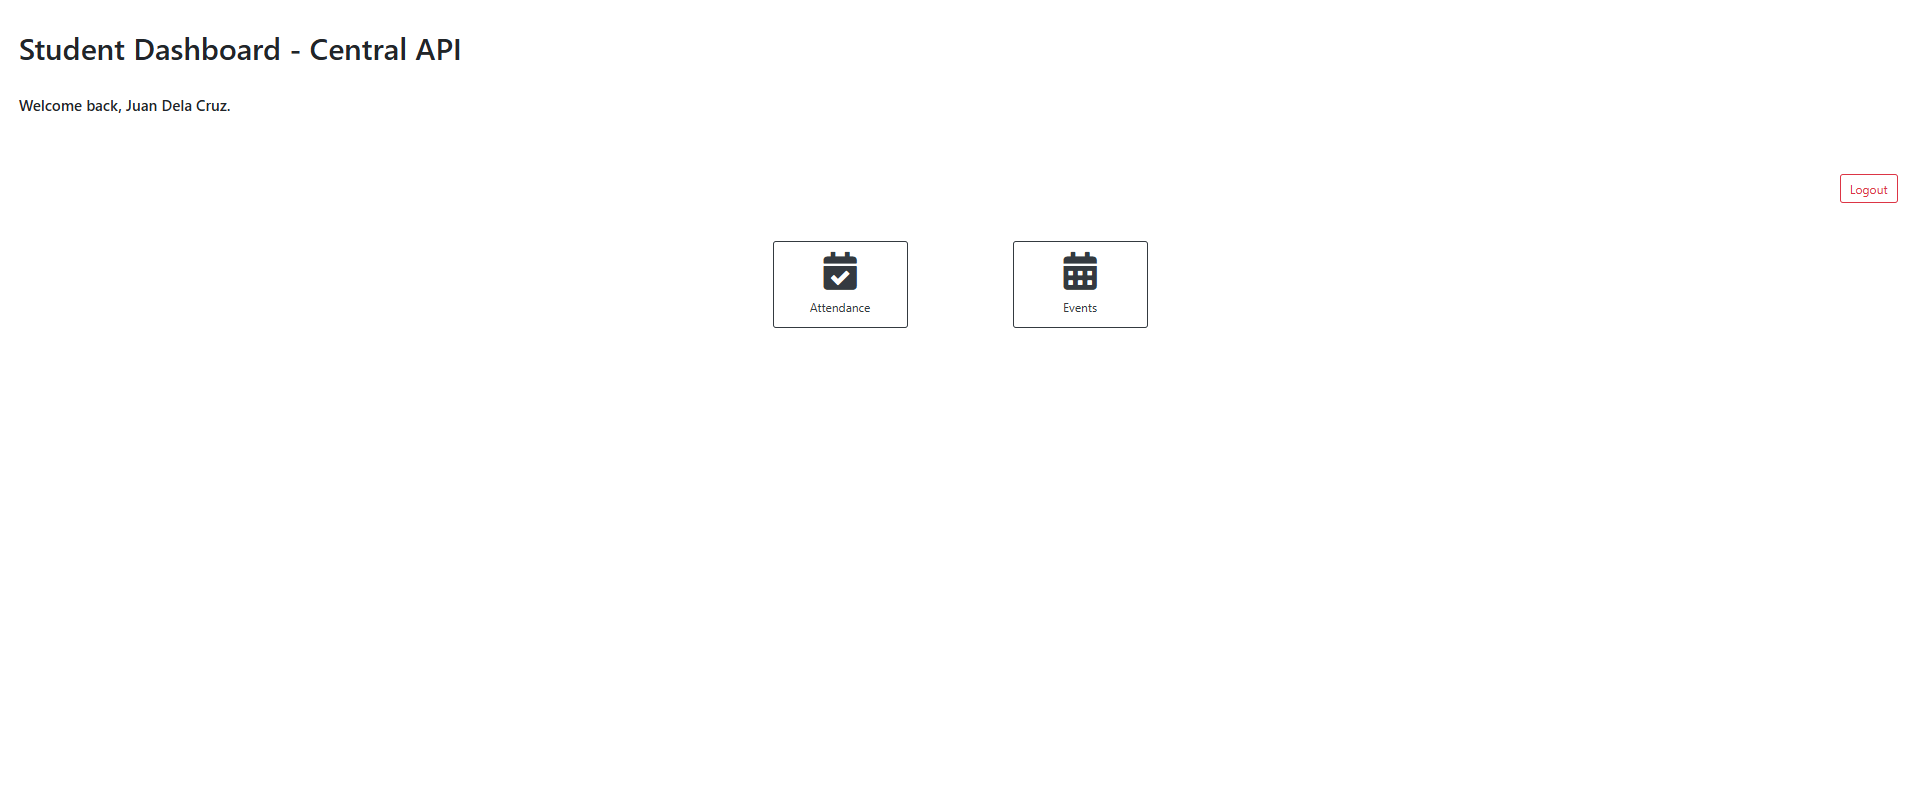 Student Dashboard - Central API
Welcome back, Juan Dela Cruz.
Logout
Attendance
Events